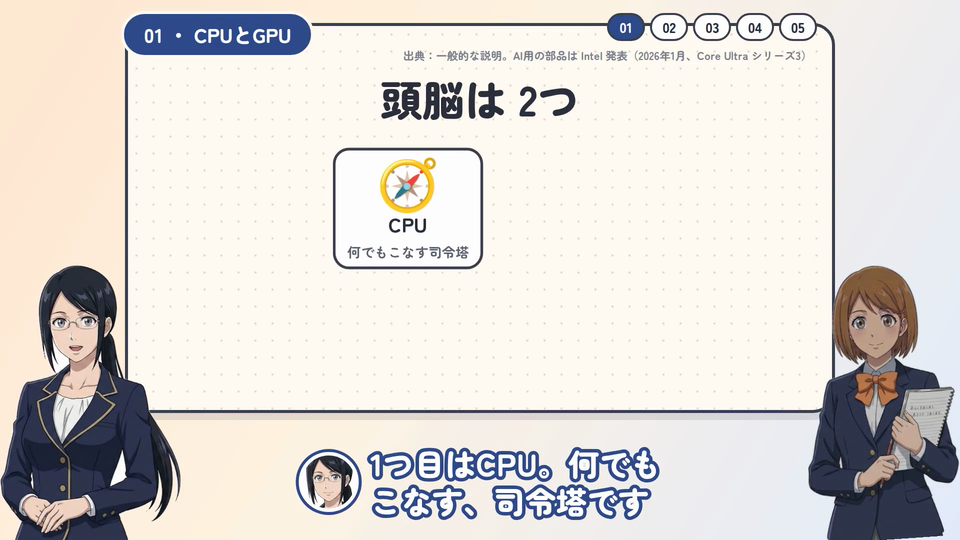 01 ・ CPUとGPU
01 02 03 04 05
出典：一般的な説明。AI用の部品は Intel 発表（2026年1月、Core Ultra シリーズ3）
頭脳は 2つ
CPU
何でもこなす司令塔
1つ目はCPU。何でも
こなす、司令塔です